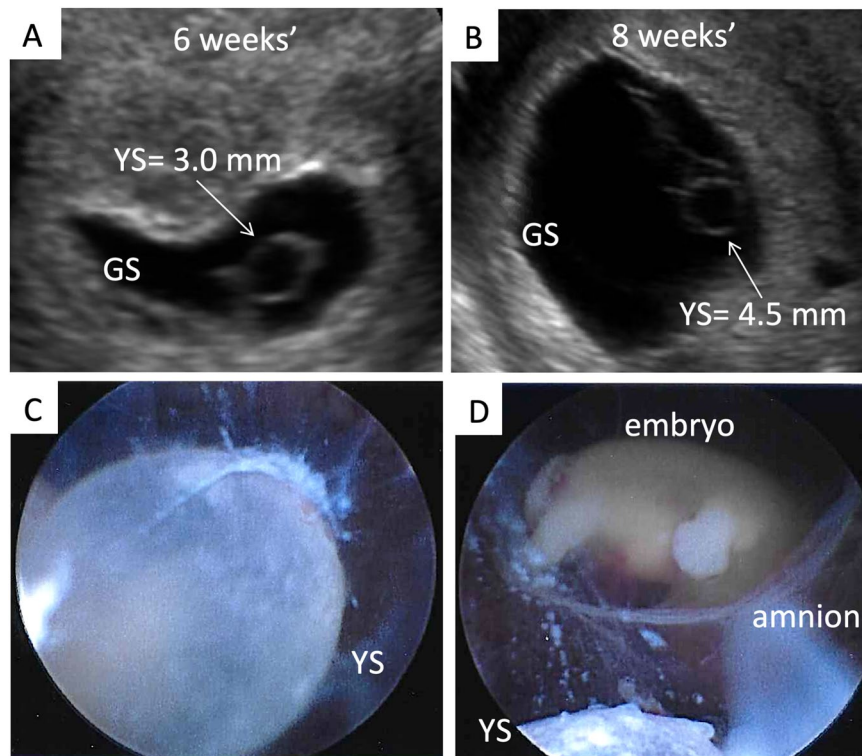 A
6 weeks’
YS= 3.0 mm
GS
B
8 weeks’
GS
YS= 4.5 mm
C
YS
D
embryo
amnion
YS